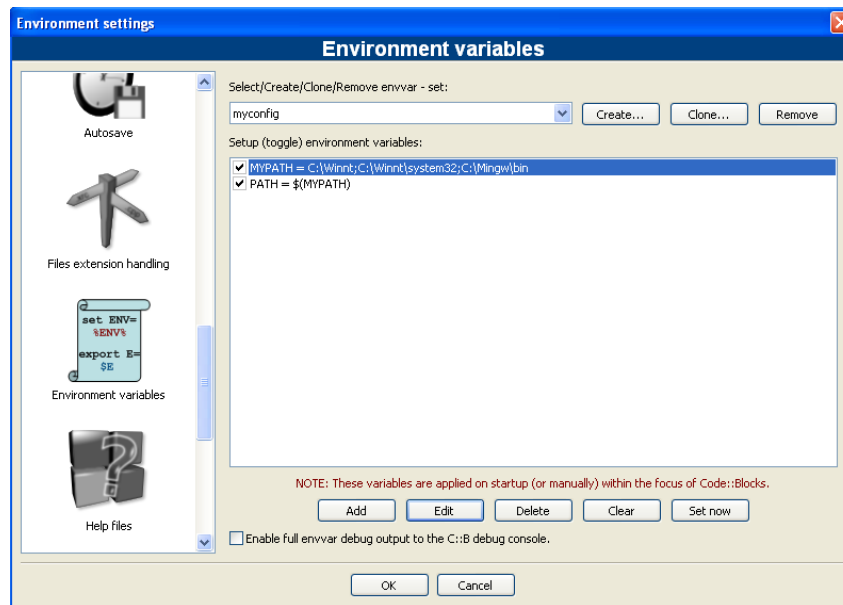 Environment settings
Environment variables
Autosave
Files extension handling
set ENV=
%ENV%
export E=
$E
Environment variables
?
Help files
Select/Create/Clone/Remove envvar - set:
myconfig
Create...
Clone...
Remove
Setup (toggle) environment variables:
MYPATH = C:\Winnt;C:\Winnt\system32;C:\Mingw\bin
PATH = $(MYPATH)
NOTE: These variables are applied on startup (or manually) within the focus of Code::Blocks.
Add
Edit
Delete
Clear
Set now
Enable full envvar debug output to the C::B debug console.
OK
Cancel